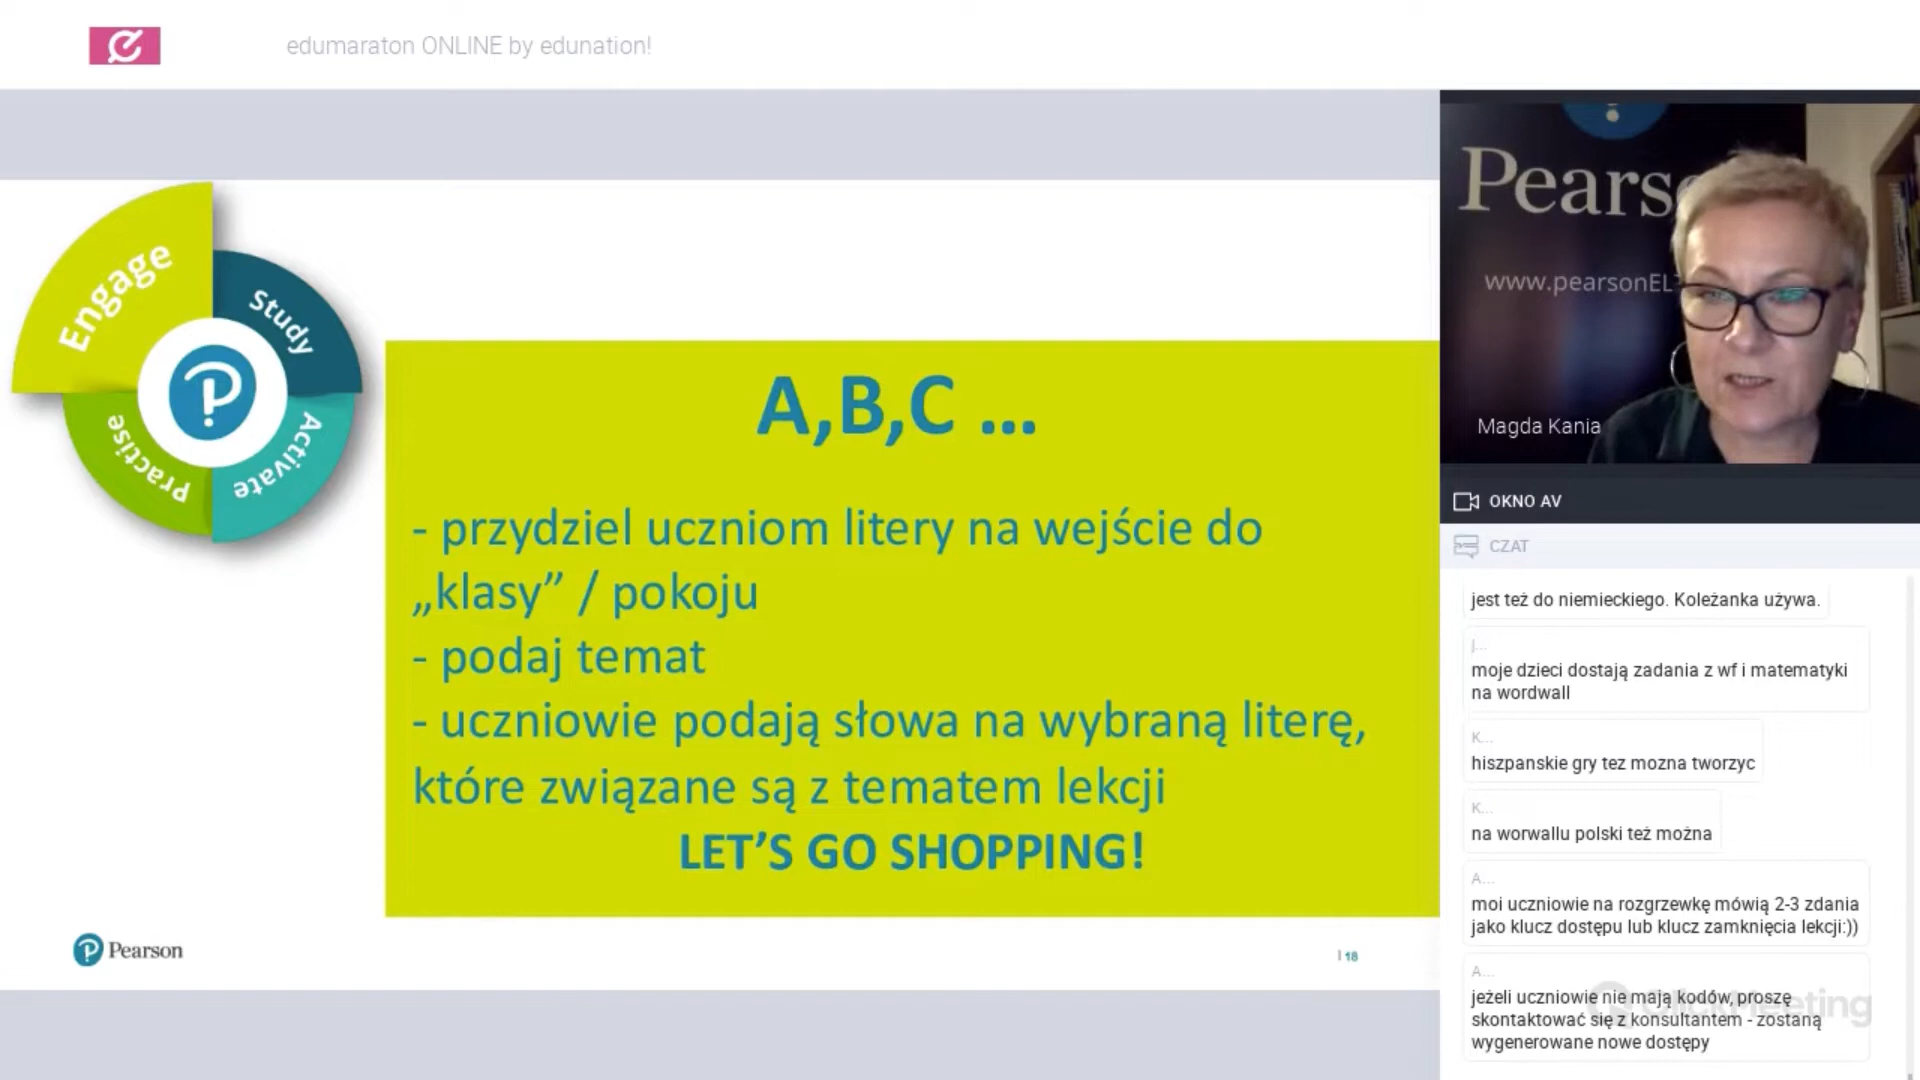 edumaraton ONLINE by edunation!
Engage
Study
Practise
Activate
A,B,C ...
- przydziel uczniom litery na wejście do
„klasy” / pokoju
- podaj temat
- uczniowie podają słowa na wybraną literę,
które związane są z tematem lekcji
LET’S GO SHOPPING!
Pearson
| 18
Pears
www.pearsonEL
Magda Kania
OKNO AV
CZAT
jest też do niemieckiego. Koleżanka używa.
moje dzieci dostają zadania z wf i matematyki
na wordwall
K...
hiszpanskie gry tez mozna tworzyc
K...
na worwallu polski też można
A...
moi uczniowie na rozgrzewkę mówią 2-3 zdania
jako klucz dostępu lub klucz zamknięcia lekcji:))
A...
jeżeli uczniowie nie mają kodów, proszę
skontaktować się z konsultantem - zostaną
wygenerowane nowe dostępy
ClickMeeting